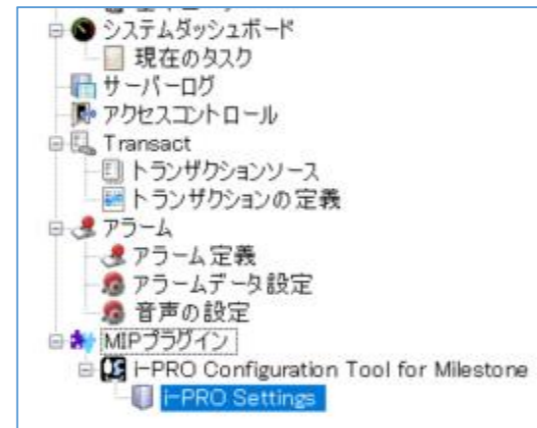 システムダッシュボード
現在のタスク
サーバーログ
アクセスコントロール
Transact
トランザクションソース
トランザクションの定義
アラーム
アラーム定義
アラームデータ設定
音声の設定
MIPプラグイン
i-PRO Configuration Tool for Milestone
i-PRO Settings